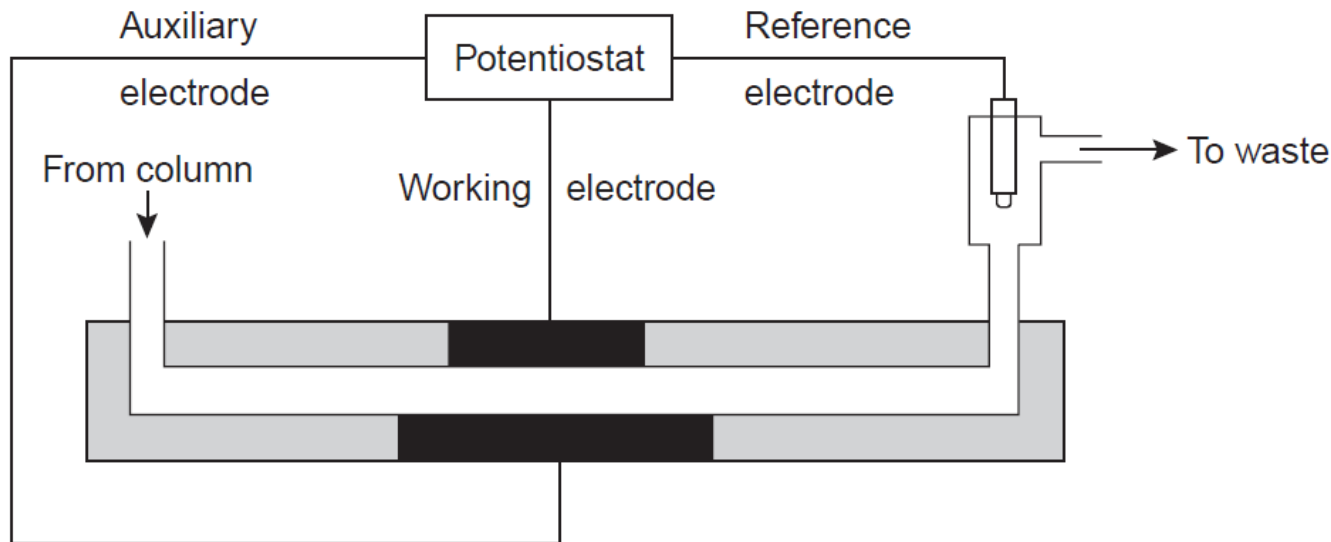 Auxiliary
electrode
Potentiostat
Reference
electrode
From column
Working electrode
To waste